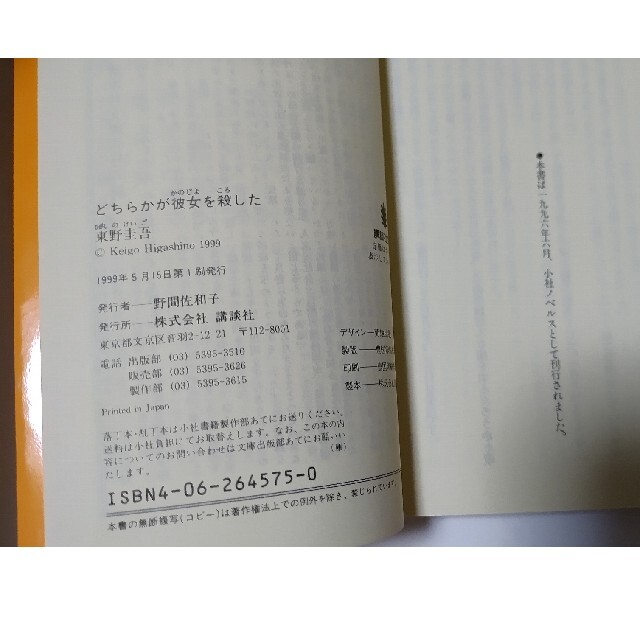 かのじよ ころ
どちらかが彼女を殺した
ひがしの けいご
東野圭吾
© Keigo Higashino 1999
1999年5月15日第1刷発行
発行者——野間佐和子
発行所——株式会社 講談社
東京都文京区音羽2-12-21 〒112-8001
電話 出版部 (03) 5395-3510
販売部 (03) 5395-3626
製作部 (03) 5395-3615
Printed in Japan
落丁本・乱丁本は小社書籍製作部あてにお送りください。
送料は小社負担にてお取替えします。なお、この本の内
容についてのお問い合わせは文庫出版部あてにお願いい
たします。
(庫)
ISBN4-06-264575-0
本書の無断複写(コピー)は著作権法上での例外を除き、禁じられています。
デザイン—
製版—
印刷—
製本—
●本書は一九九六年六月、小社ノベルスとして刊行されました。